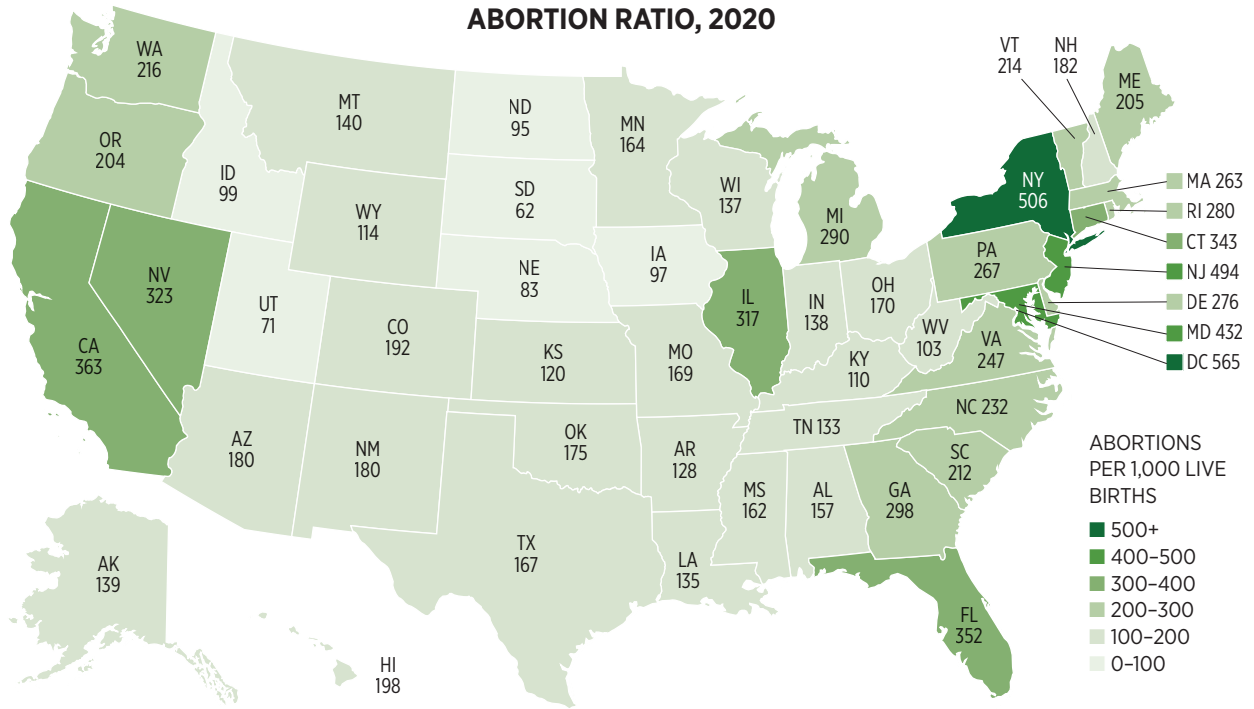 ABORTION RATIO, 2020
WA
216
OR
204
CA
363
NV
323
ID
99
MT
140
WY
114
UT
71
CO
192
AZ
180
NM
180
ND
95
SD
62
NE
83
KS
120
OK
175
TX
167
MN
164
IA
97
MO
169
AR
128
LA
135
WI
137
IL
317
MI
290
IN
138
OH
170
KY
110
TN 133
MS
162
AL
157
GA
298
FL
352
SC
212
NC 232
VA
247
WV
103
PA
267
NY
506
VT
214
NH
182
ME
205
MA 263
RI 280
CT 343
NJ 494
DE 276
MD 432
DC 565
AK
139
HI
198
ABORTIONS
PER 1,000 LIVE
BIRTHS
500+
400–500
300–400
200–300
100–200
0–100